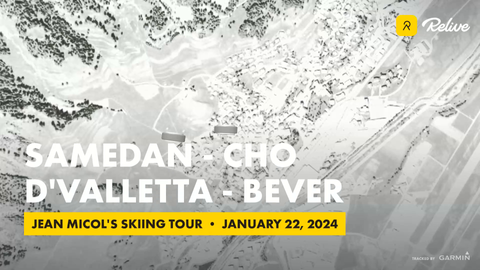 Relive
SAMEDAN - CHO
D'VALLETTA - BEVER
JEAN MICOL'S SKIING TOUR • JANUARY 22, 2024
TRACKED BY GARMIN